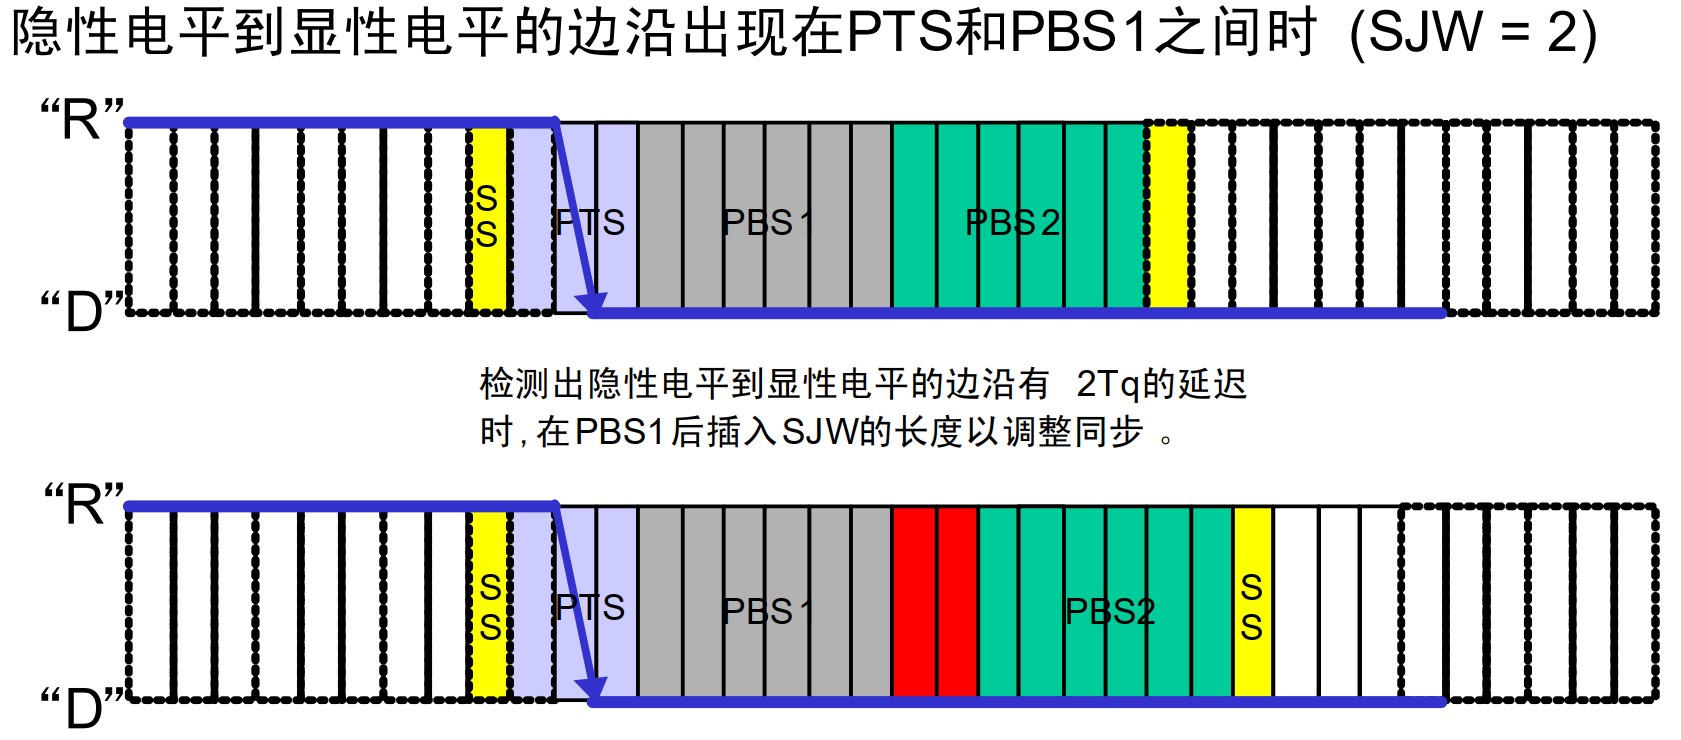 隐性电平到显性电平的边沿出现在PTS和PBS1之间时 (SJW = 2)
“R”
S
S
PTS
PBS1
PBS2
“D”
检测出隐性电平到显性电平的边沿有 2Tq的延迟
时,在PBS1后插入SJW的长度以调整同步 。
“R”
S
S
PTS
PBS1
PBS2
S
S
“D”